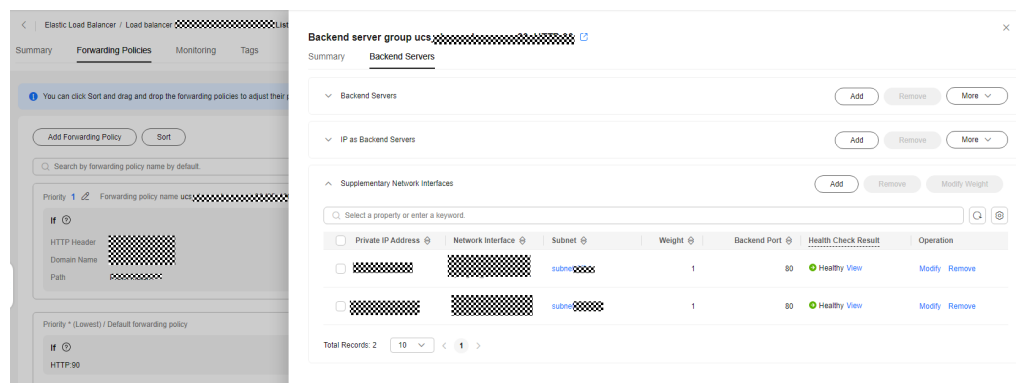 Elastic Load Balancer / Load balancer List
Summary Forwarding Policies Monitoring Tags
You can click Sort and drag and drop the forwarding policies to adjust their
Add Forwarding Policy Sort
Search by forwarding policy name by default.
Priority 1 Forwarding policy name ucs
If
HTTP Header
Domain Name
Path
Priority * (Lowest) / Default forwarding policy
If
HTTP:90
Backend server group ucs
Summary Backend Servers
Backend Servers Add Remove More
IP as Backend Servers Add Remove More
Supplementary Network Interfaces Add Remove Modify Weight
Select a property or enter a keyword.
Private IP Address Network Interface Subnet Weight Backend Port Health Check Result Operation
subnet 1 80 Healthy View Modify Remove
subne 1 80 Healthy View Modify Remove
Total Records: 2 10 < 1 >